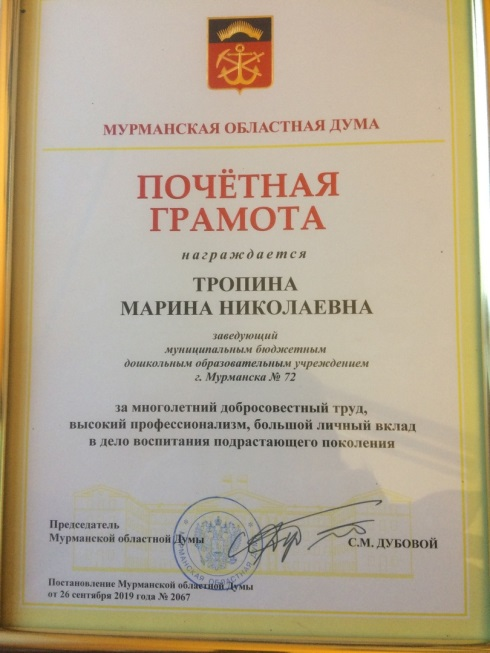 МУРМАНСКАЯ ОБЛАСТНАЯ ДУМА
ПОЧЁТНАЯ
ГРАМОТА
награждается
ТРОПИНА
МАРИНА НИКОЛАЕВНА
заведующий
муниципальным бюджетным
дошкольным образовательным учреждением
г. Мурманска № 72
за многолетний добросовестный труд,
высокий профессионализм, большой личный вклад
в дело воспитания подрастающего поколения
Председатель
Мурманской областной Думы
С.М. ДУБОВОЙ
МУРМАНСКАЯ ОБЛАСТНАЯ
Постановление Мурманской областной Думы
от 26 сентября 2019 года № 2067